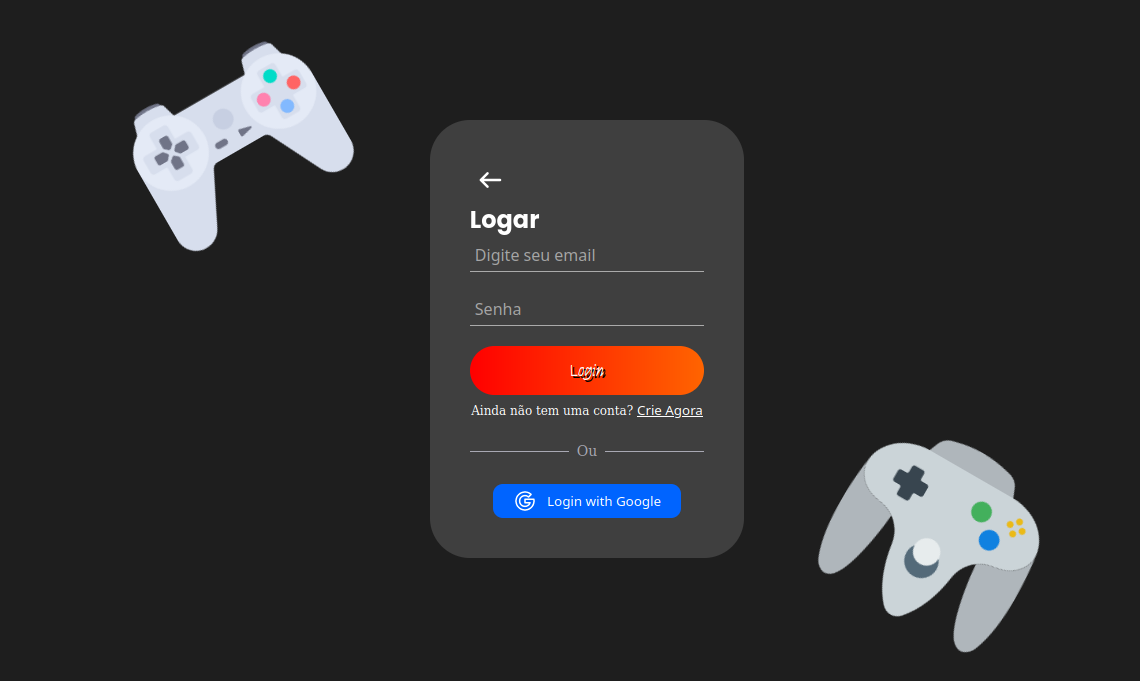 Logar
Digite seu email
Senha
Login
Ainda não tem uma conta? Crie Agora
Ou
Login with Google